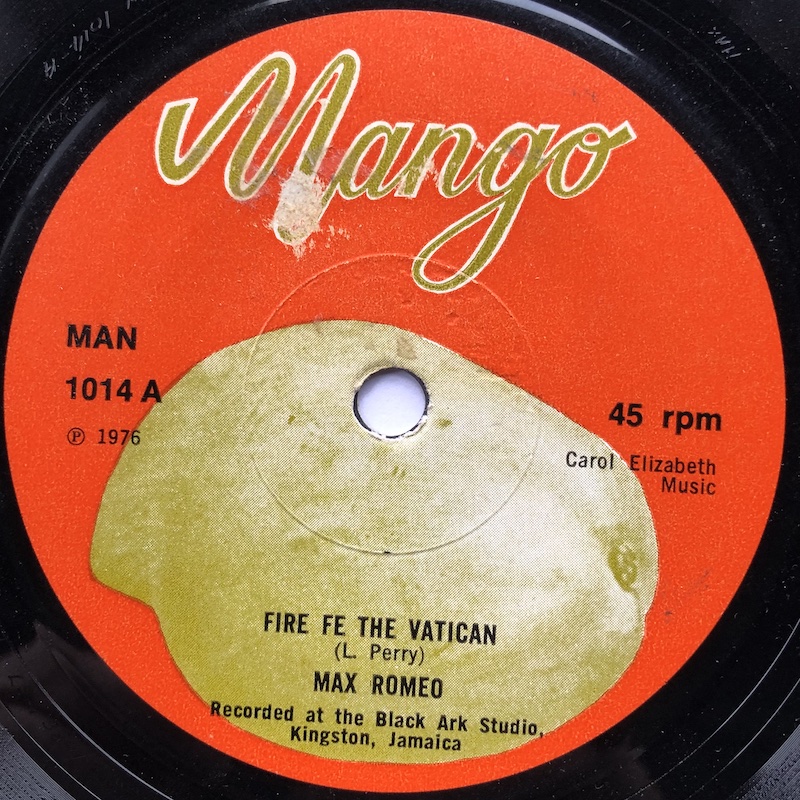 Mango
MAN
1014 A
℗ 1976
45 rpm
Carol Elizabeth
Music
FIRE FE THE VATICAN
(L. Perry)
MAX ROMEO
Recorded at the Black Ark Studio,
Kingston, Jamaica